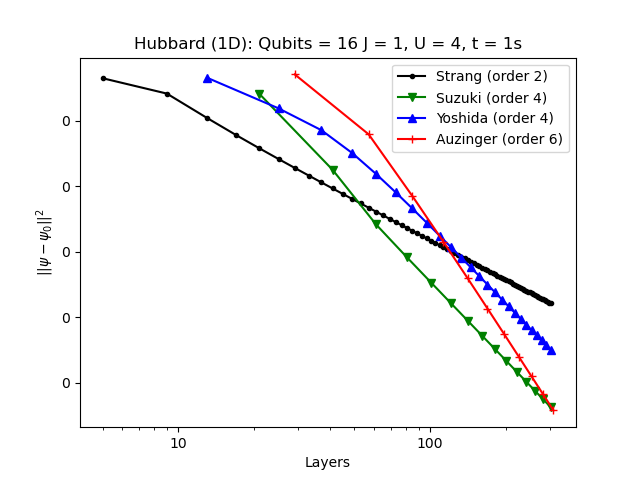 Hubbard (1D): Qubits = 16 J = 1, U = 4, t = 1s
Strang (order 2)
Suzuki (order 4)
Yoshida (order 4)
Auzinger (order 6)
||ψ − ψ₀||²
0
0
0
0
0
10
100
Layers